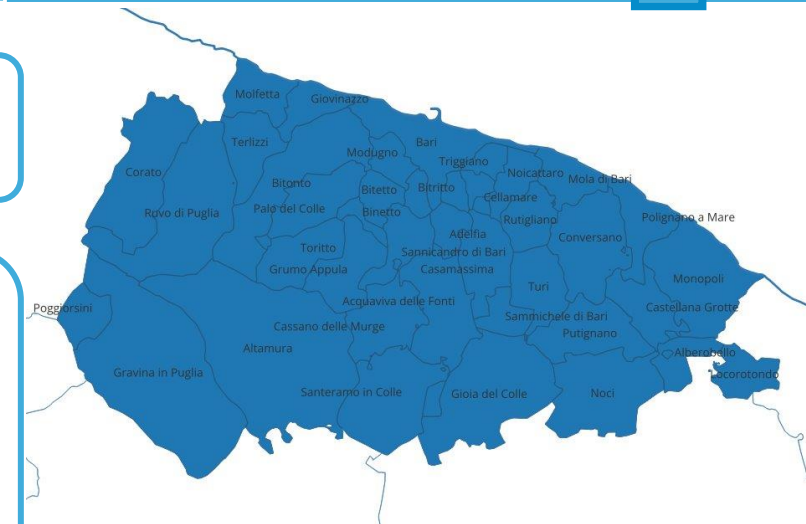 Molfetta
Giovinazzo
Terlizzi
Bari
Modugno
Triggiano
Corato
Noicattaro
Mola di Bari
Bitonto
Bitetto
Bitritto
Cellamare
Ruvo di Puglia
Palo del Colle
Binetto
Rutigliano
Polignano a Mare
Adelfia
Conversano
Toritto
Sannicandro di Bari
Grumo Appula
Casamassima
Monopoli
Turi
Poggiorsini
Acquaviva delle Fonti
Castellana Grotte
Sammichele di Bari
Cassano delle Murge
Putignano
Altamura
Alberobello
Gravina in Puglia
Locorotondo
Santeramo in Colle
Gioia del Colle
Noci